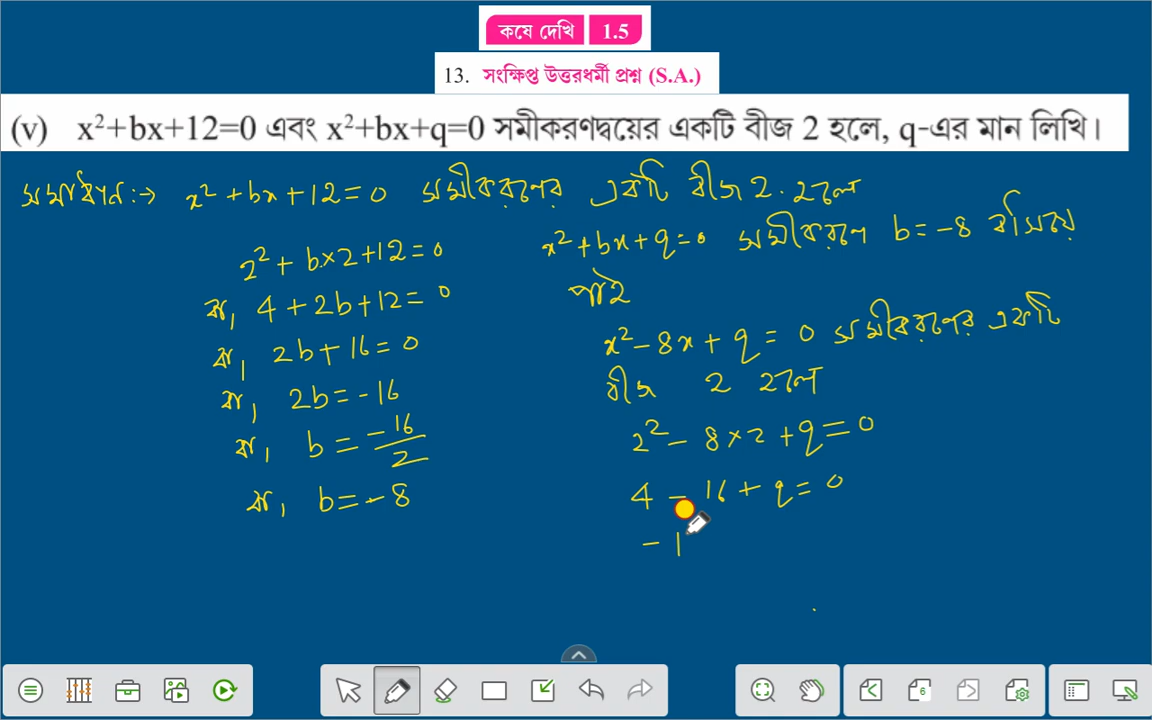 কষে দেখি 1.5
13. সংক্ষিপ্ত উত্তরধর্মী প্রশ্ন (S.A.)
(v) x²+bx+12=0 এবং x²+bx+q=0 সমীকরণদ্বয়ের একটি বীজ 2 হলে, q-এর মান লিখি।
সমাধান:→ x² + bx + 12 = 0 সমীকরণের একটি বীজ 2 হলে
2² + b×2 + 12 = 0
বা, 4 + 2b + 12 = 0
বা, 2b + 16 = 0
বা, 2b = -16
বা, b = -16/2
বা, b = -8
x² + bx + q = 0 সমীকরণে b = -8 বসিয়ে
পাই
x² - 8x + q = 0 সমীকরণের একটি
বীজ 2 হলে
2² - 8×2 + q = 0
4 - 16 + q = 0
- 1
6